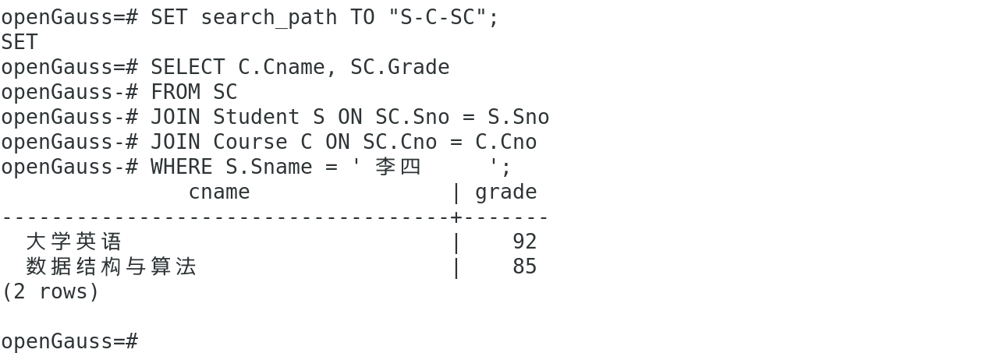 openGauss=# SET search_path TO "S-C-SC";
SET
openGauss=# SELECT C.Cname, SC.Grade
openGauss-# FROM SC
openGauss-# JOIN Student S ON SC.Sno = S.Sno
openGauss-# JOIN Course C ON SC.Cno = C.Cno
openGauss-# WHERE S.Sname = ' 李四     ';
               cname                | grade
------------------------------------+-------
  大学英语                          |    92
  数据结构与算法                    |    85
(2 rows)

openGauss=#